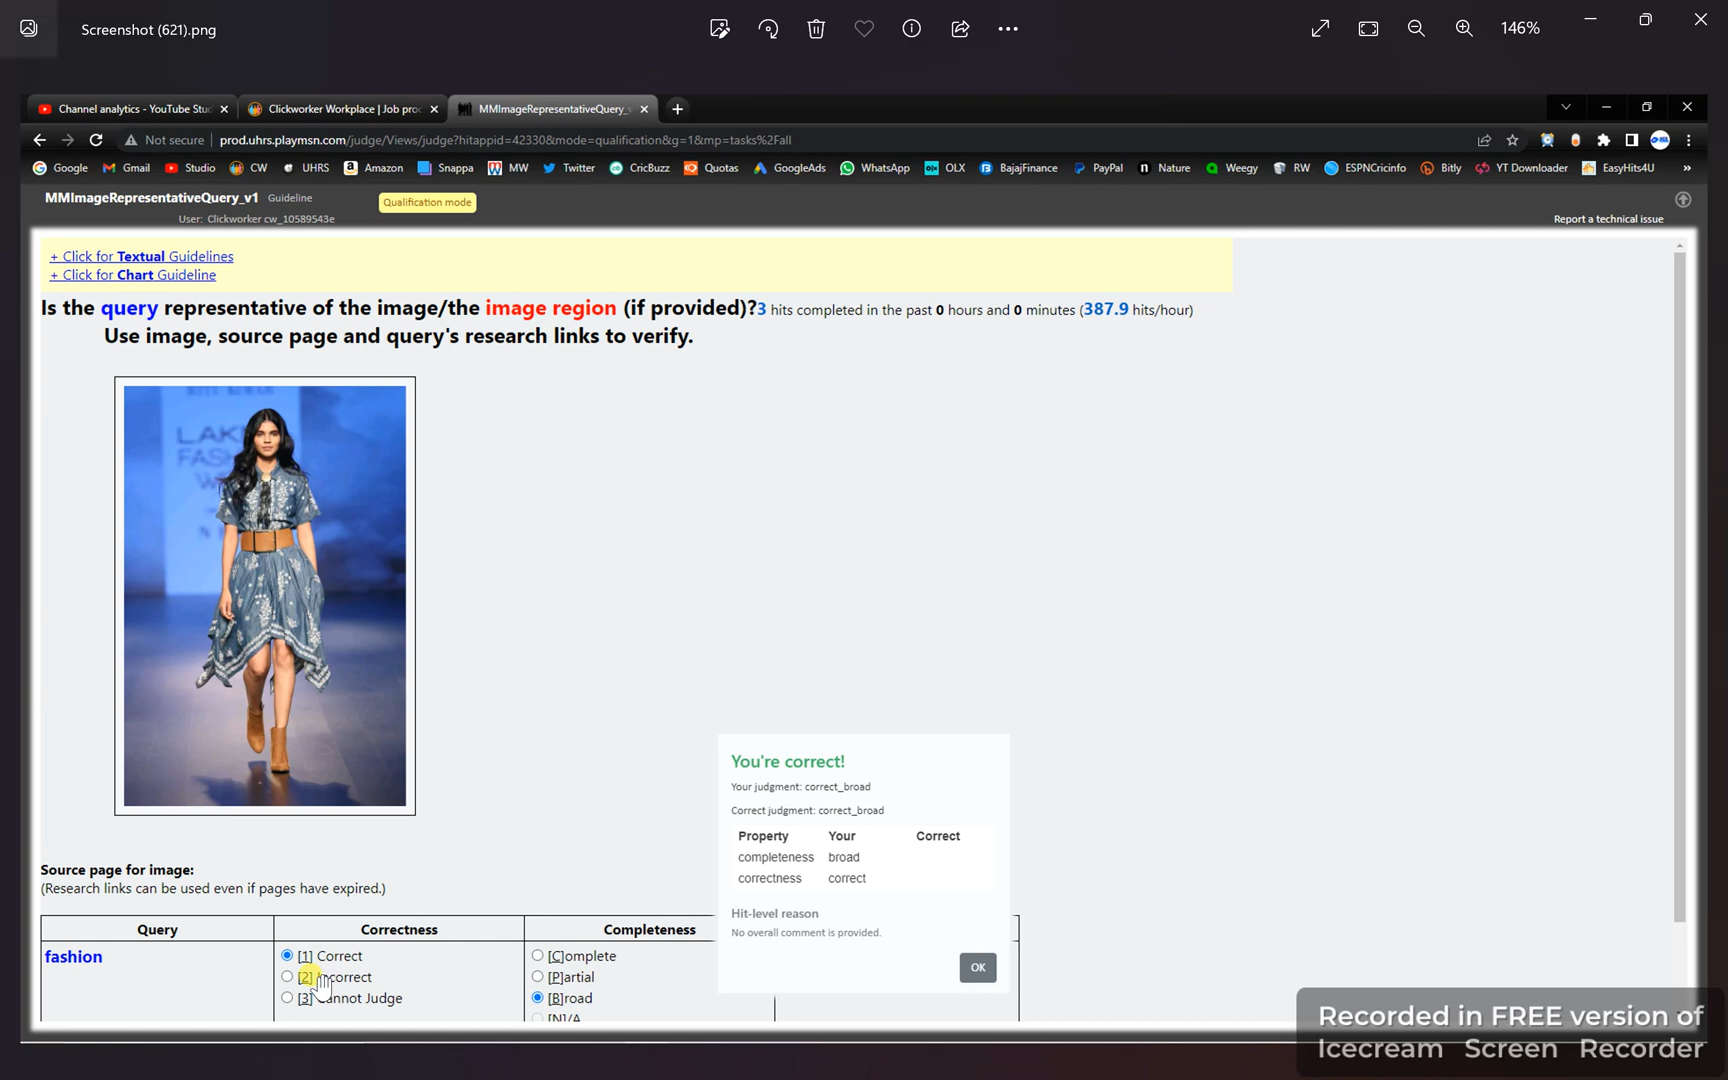 Screenshot (621).png
146%
Channel analytics - YouTube Stu
Clickworker Workplace | Job pro
MMImageRepresentativeQuery_
Not secure
prod.uhrs.playmsn.com/judge/Views/judge?hitappid=42330&mode=qualification&g=1&mp=tasks%2Fall
Google Gmail Studio CW UHRS Amazon Snappa MW Twitter CricBuzz Quotas GoogleAds WhatsApp OLX BajajFinance PayPal Nature Weegy RW ESPNCricinfo Bitly YT Downloader EasyHits4U »
MMImageRepresentativeQuery_v1 Guideline
Qualification mode
User: Clickworker cw_10589543e
Report a technical issue
+ Click for Textual Guidelines
+ Click for Chart Guideline
Is the query representative of the image/the image region (if provided)?3 hits completed in the past 0 hours and 0 minutes (387.9 hits/hour)
Use image, source page and query's research links to verify.
LAK
FASH
W
You're correct!
Your judgment: correct_broad
Correct judgment: correct_broad
Property Your Correct
completeness broad
correctness correct
Hit-level reason
No overall comment is provided.
OK
Source page for image:
(Research links can be used even if pages have expired.)
Query Correctness Completeness
fashion [1] Correct [C]omplete
[2] correct [P]artial
[3] annot Judge [B]road
[N]/A
Recorded in FREE version of
Icecream Screen Recorder